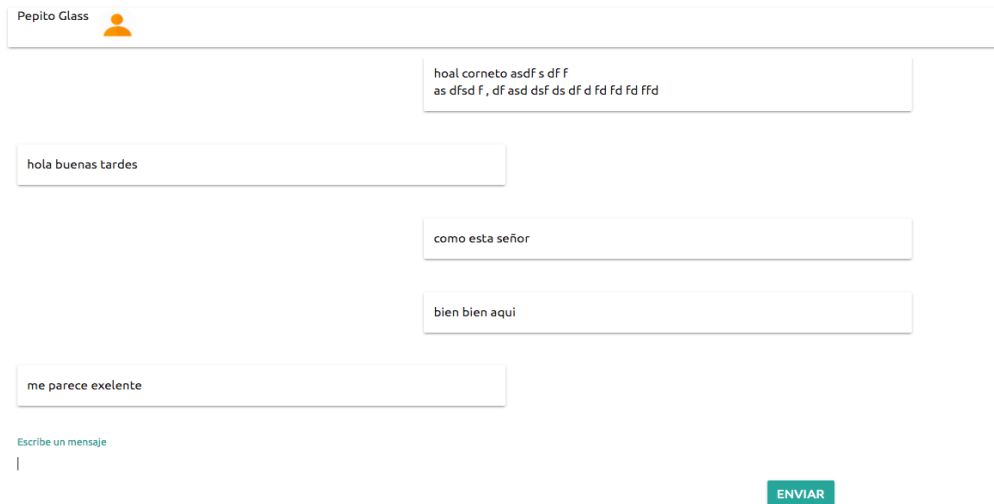 Pepito Glass
hoal corneto asdf s df f
as dfsd f , df asd dsf ds df d fd fd fd ffd
hola buenas tardes
como esta señor
bien bien aqui
me parece exelente
Escribe un mensaje
ENVIAR